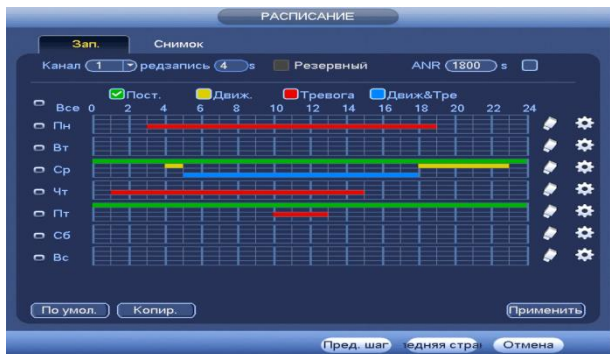 РАСПИСАНИЕ
Зап. Снимок
Канал 1 редзапись 4 s Резервный ANR 1800 s
Пост. Движ. Тревога Движ&Тре
Все 0 2 4 6 8 10 12 14 16 18 20 22 24
Пн
Вт
Ср
Чт
Пт
Сб
Вс
По умол. Копир. Применить
Пред. шаг едняя стра Отмена